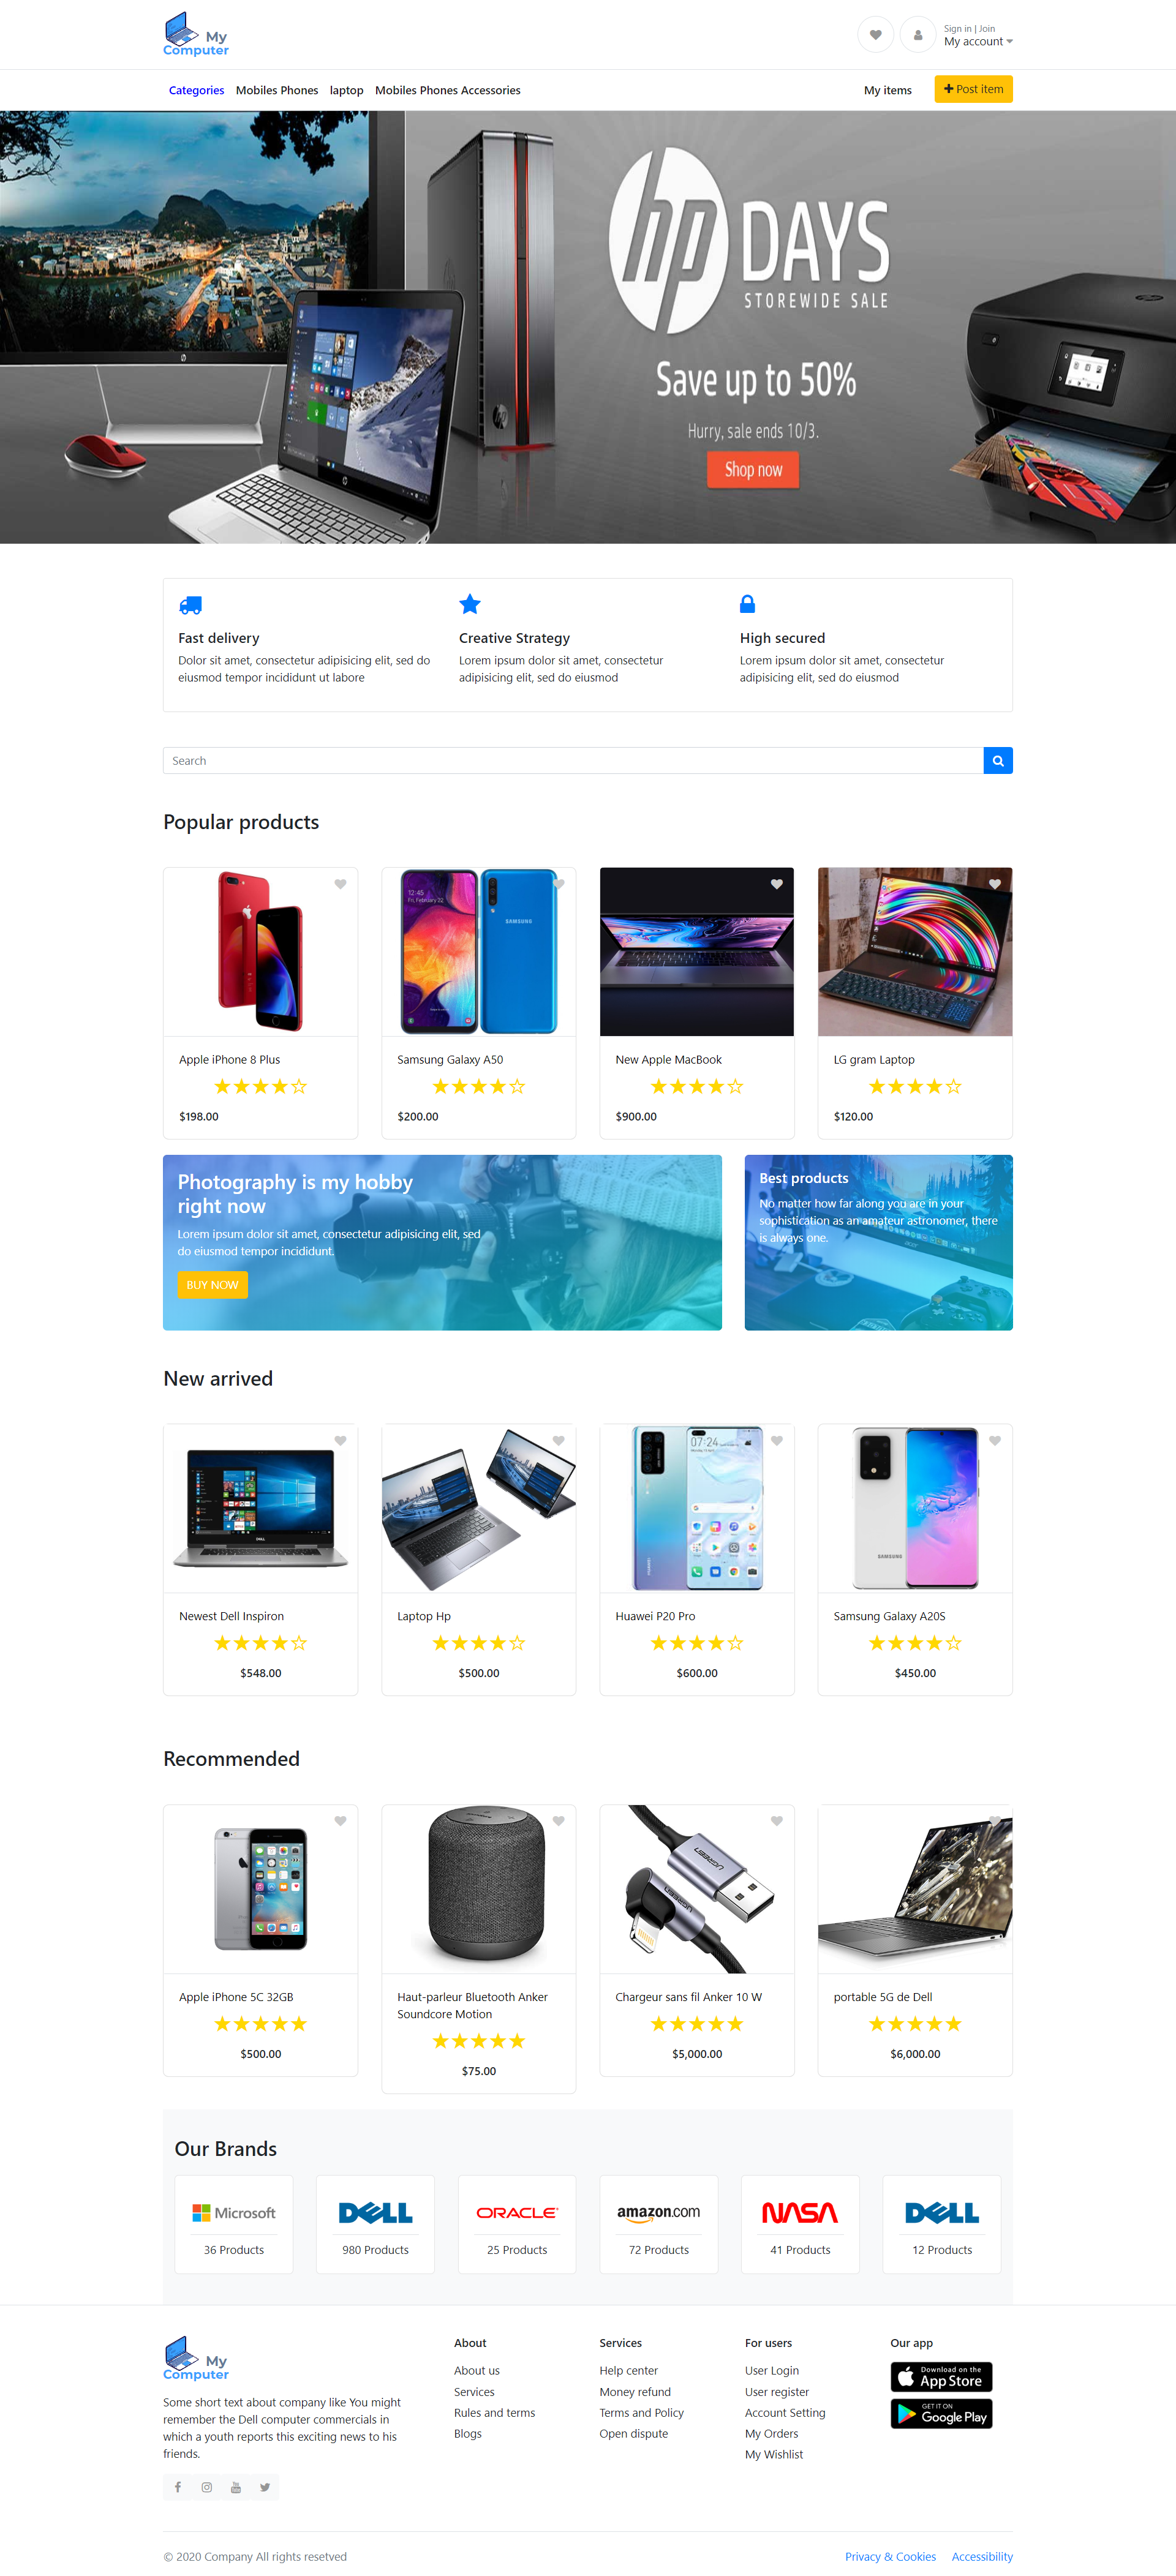 My
Computer
Sign in | Join
My account
Categories
Mobiles Phones
laptop
Mobiles Phones Accessories
My items
Post item
hp DAYS
STOREWIDE SALE
Save up to 50%
Hurry, sale ends 10/3.
Shop now
Fast delivery
Dolor sit amet, consectetur adipisicing elit, sed do
eiusmod tempor incididunt ut labore
Creative Strategy
Lorem ipsum dolor sit amet, consectetur
adipisicing elit, sed do eiusmod
High secured
Lorem ipsum dolor sit amet, consectetur
adipisicing elit, sed do eiusmod
Search
Popular products
12:45
Fri, February 22
SAMSUNG
Apple iPhone 8 Plus
$198.00
Samsung Galaxy A50
$200.00
New Apple MacBook
$900.00
LG gram Laptop
$120.00
Photography is my hobby
right now
Lorem ipsum dolor sit amet, consectetur adipisicing elit, sed
do eiusmod tempor incididunt.
BUY NOW
Best products
No matter how far along you are in your
sophistication as an amateur astronomer, there
is always one.
New arrived
DELL
07:24
HUAWEI
SAMSUNG
Newest Dell Inspiron
$548.00
Laptop Hp
$500.00
Huawei P20 Pro
$600.00
Samsung Galaxy A20S
$450.00
Recommended
UGREEN
UGREEN
Apple iPhone 5C 32GB
$500.00
Haut-parleur Bluetooth Anker
Soundcore Motion
$75.00
Chargeur sans fil Anker 10 W
$5,000.00
portable 5G de Dell
$6,000.00
Our Brands
Microsoft
36 Products
DELL
980 Products
ORACLE
25 Products
amazon.com
72 Products
NASA
41 Products
DELL
12 Products
My
Computer
Some short text about company like You might
remember the Dell computer commercials in
which a youth reports this exciting news to his
friends.
About
About us
Services
Rules and terms
Blogs
Services
Help center
Money refund
Terms and Policy
Open dispute
For users
User Login
User register
Account Setting
My Orders
My Wishlist
Our app
Download on the
App Store
GET IT ON
Google Play
© 2020 Company All rights resetved
Privacy & Cookies
Accessibility